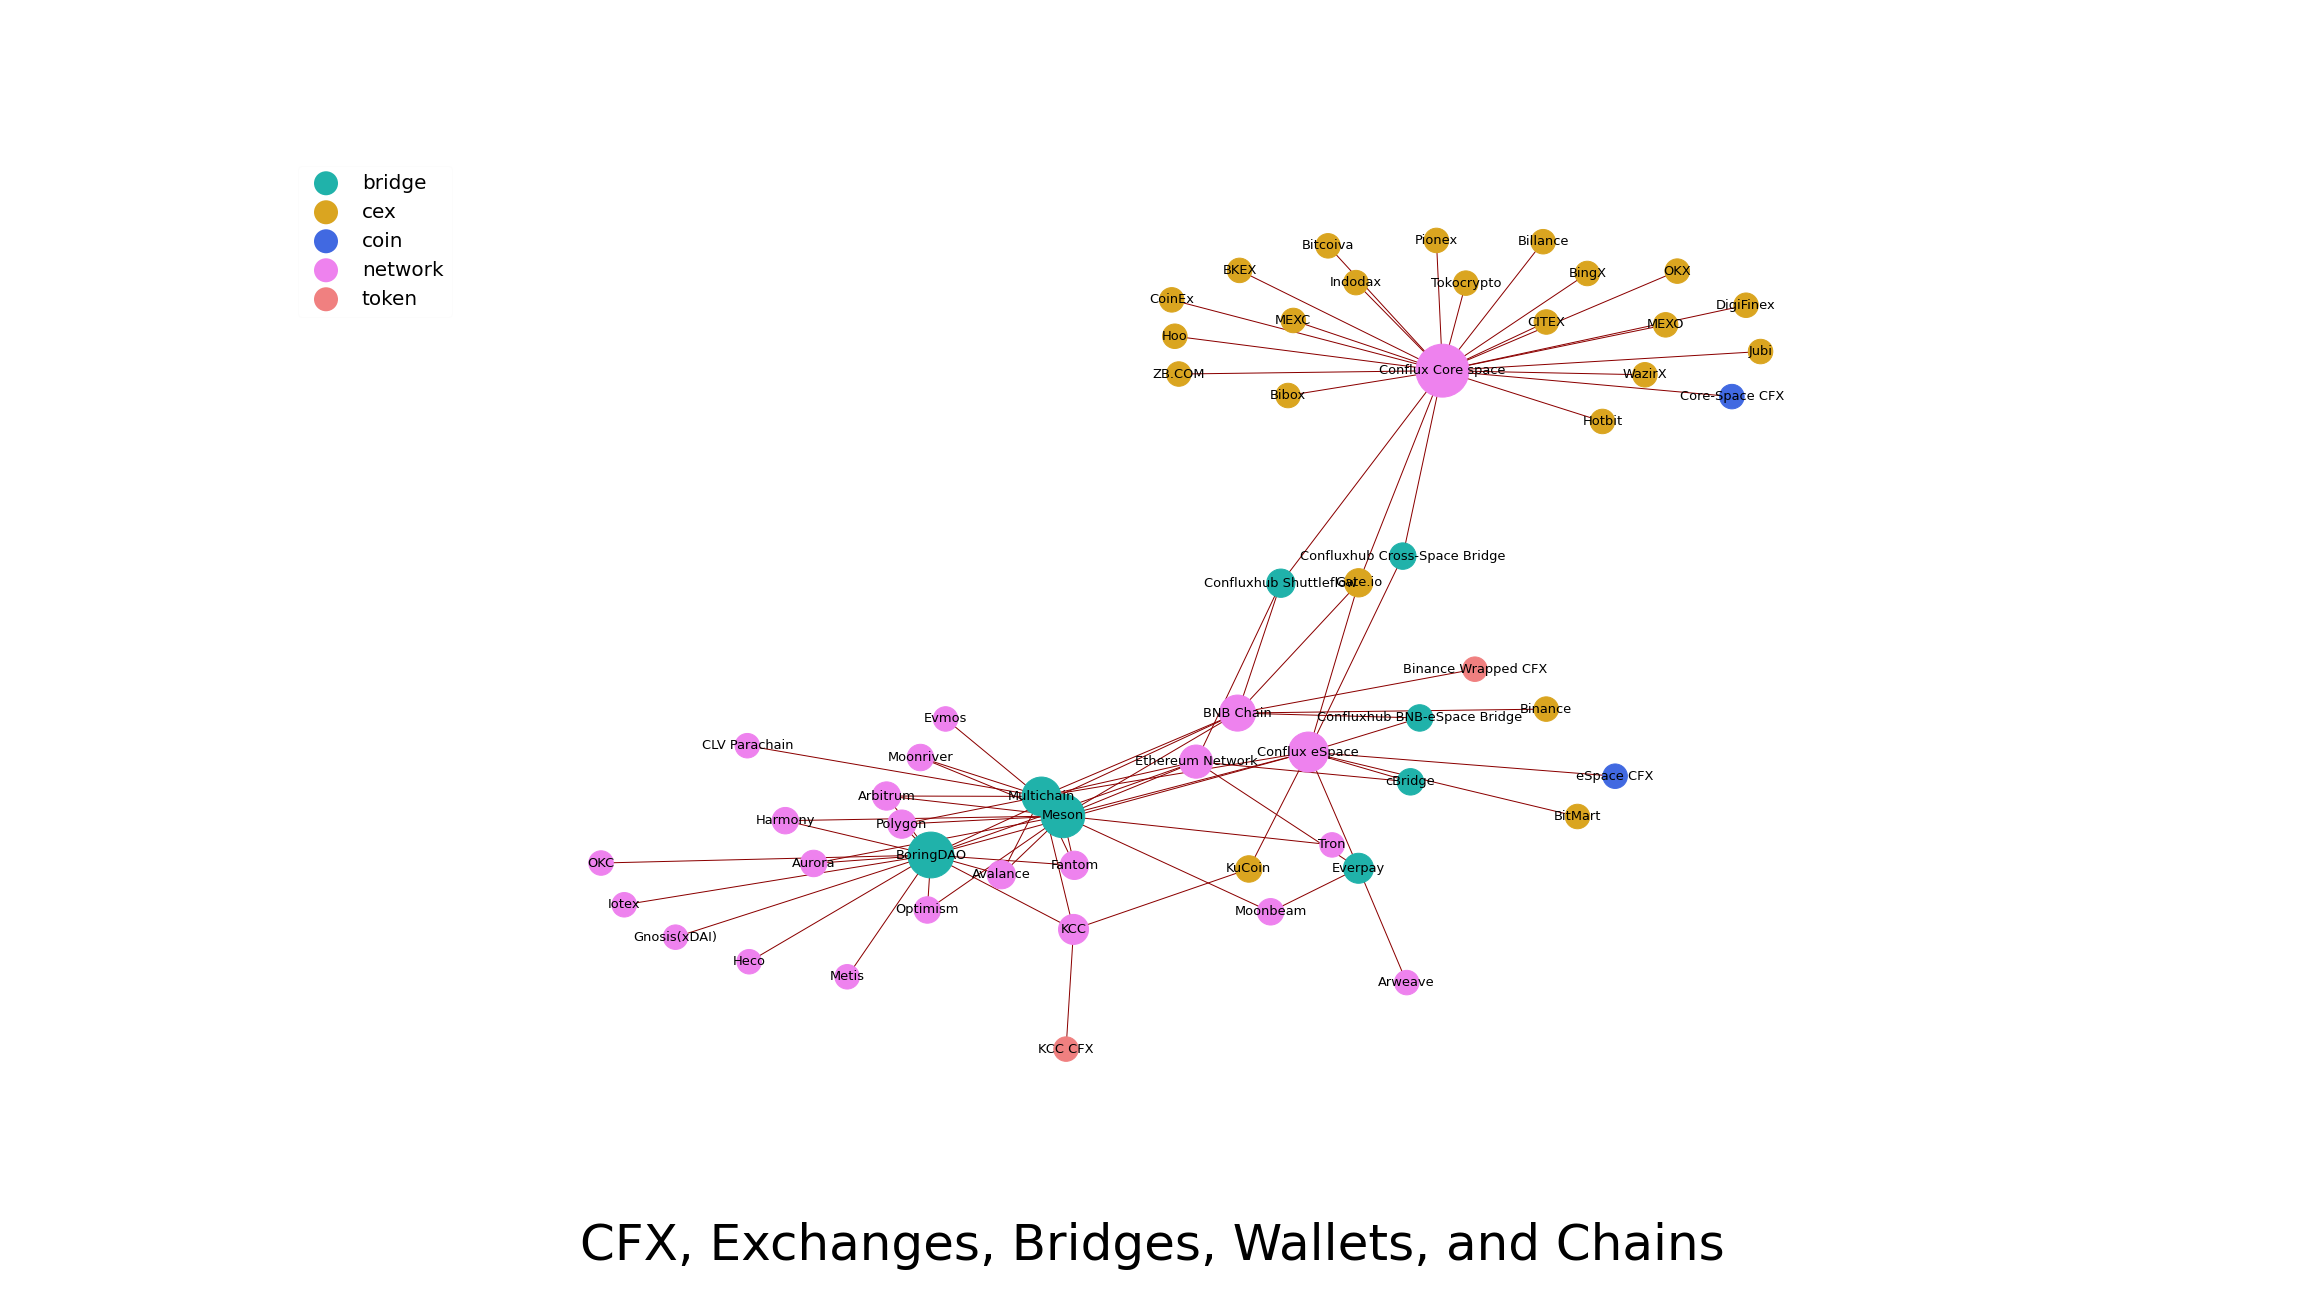 bridge
cex
coin
network
token
Pionex
Billance
Bitcoiva
BKEX
OKX
BingX
Indodax
Tokocrypto
CoinEx
DigiFinex
MEXC
CITEX
MEXO
Hoo
Jubi
Conflux Core space
ZB.COM
WazirX
Bibox
Core-Space CFX
Hotbit
Confluxhub Cross-Space Bridge
Confluxhub Shuttleflow
Gate.io
Binance Wrapped CFX
Binance
BNB Chain
Confluxhub BNB-eSpace Bridge
Evmos
CLV Parachain
Conflux eSpace
Moonriver
Ethereum Network
eSpace CFX
cBridge
Multichain
Arbitrum
Meson
BitMart
Harmony
Polygon
Tron
BoringDAO
OKC
Aurora
Fantom
KuCoin
Everpay
Avalance
Iotex
Optimism
Moonbeam
KCC
Gnosis(xDAI)
Heco
Metis
Arweave
KCC CFX
CFX, Exchanges, Bridges, Wallets, and Chains